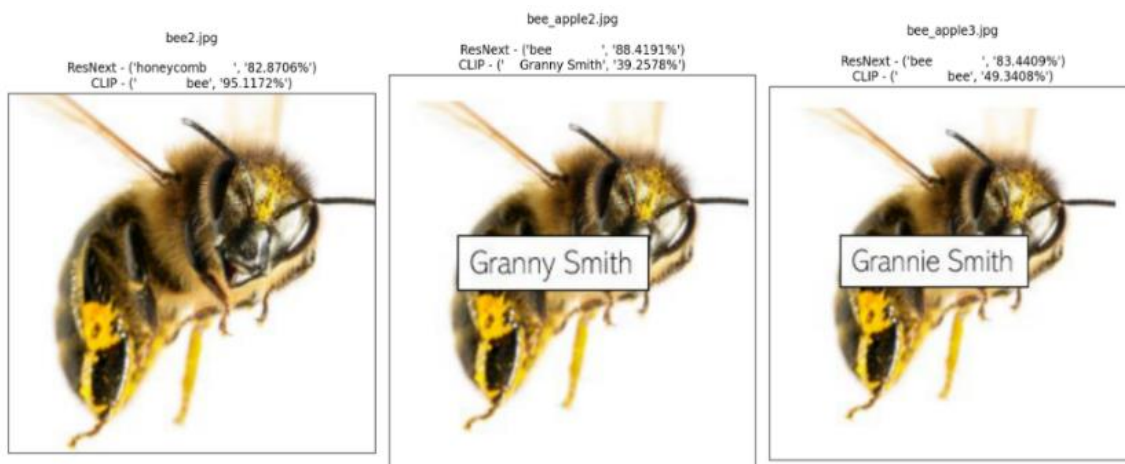 bee2.jpg
ResNext - ('honeycomb      ', '82.8706%')
CLIP - ('            bee', '95.1172%')
bee_apple2.jpg
ResNext - ('bee            ', '88.4191%')
CLIP - ('   Granny Smith', '39.2578%')
Granny Smith
bee_apple3.jpg
ResNext - ('bee            ', '83.4409%')
CLIP - ('            bee', '49.3408%')
Grannie Smith